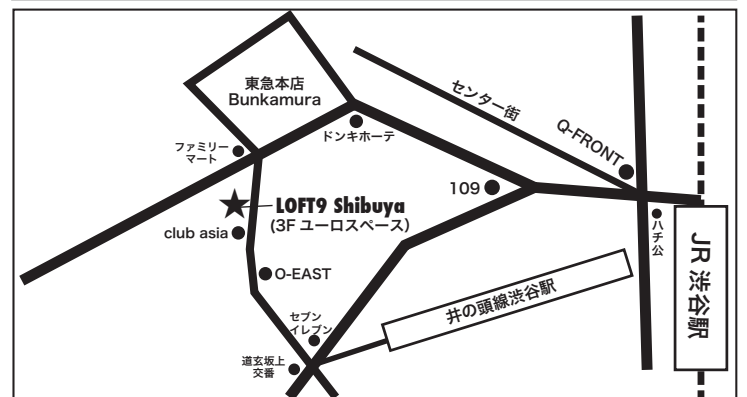 東急本店
Bunkamura
センター街
Q-FRONT
ドンキホーテ
ファミリー
マート
109
LOFT9 Shibuya
(3F ユーロスペース)
club asia
ハチ公
JR 渋谷駅
O-EAST
井の頭線渋谷駅
セブン
イレブン
道玄坂上
交番